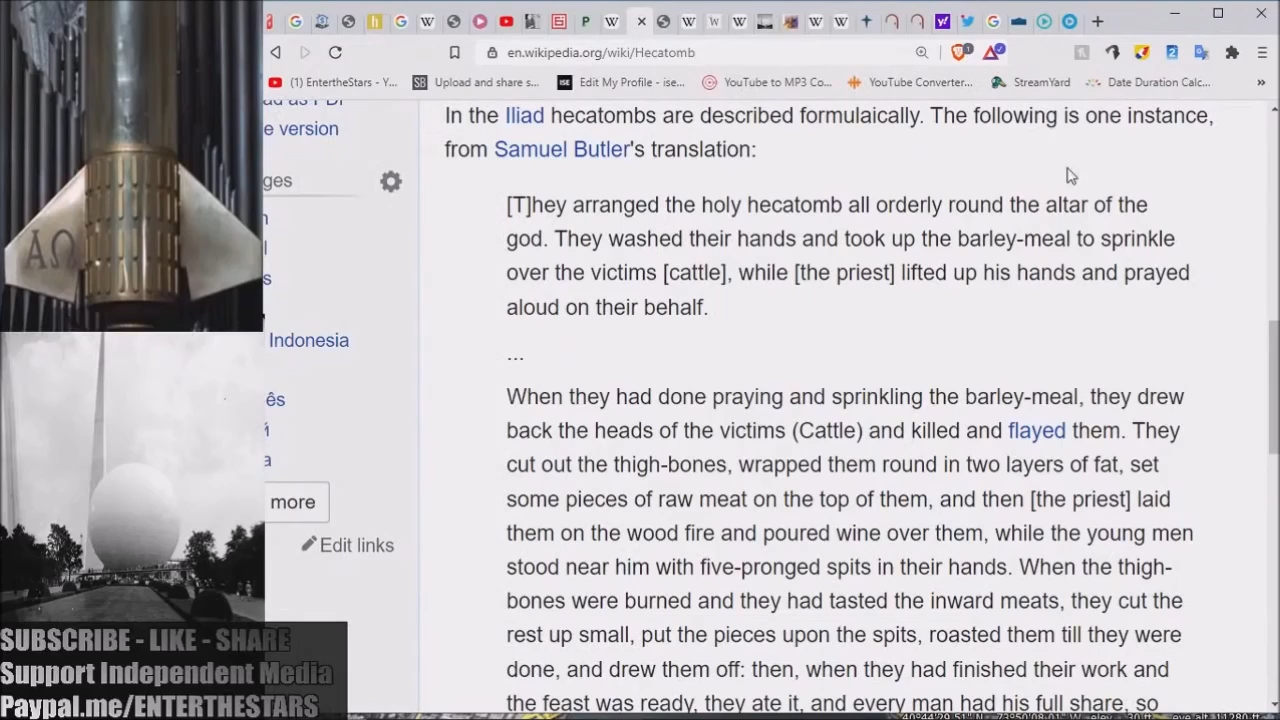 en.wikipedia.org/wiki/Hecatomb
(1) EntertheStars - Y...
Upload and share s...
Edit My Profile - ise...
YouTube to MP3 Co...
YouTube Converter...
StreamYard
Date Duration Calc...
»
e version
ges
Indonesia
ês
more
Edit links
In the Iliad hecatombs are described formulaically. The following is one instance,
from Samuel Butler's translation:
[T]hey arranged the holy hecatomb all orderly round the altar of the
god. They washed their hands and took up the barley-meal to sprinkle
over the victims [cattle], while [the priest] lifted up his hands and prayed
aloud on their behalf.
...
When they had done praying and sprinkling the barley-meal, they drew
back the heads of the victims (Cattle) and killed and flayed them. They
cut out the thigh-bones, wrapped them round in two layers of fat, set
some pieces of raw meat on the top of them, and then [the priest] laid
them on the wood fire and poured wine over them, while the young men
stood near him with five-pronged spits in their hands. When the thigh-
bones were burned and they had tasted the inward meats, they cut the
rest up small, put the pieces upon the spits, roasted them till they were
done, and drew them off: then, when they had finished their work and
the feast was ready, they ate it, and every man had his full share, so
ΑΩ
SUBSCRIBE - LIKE - SHARE
Support Independent Media
Paypal.me/ENTERTHESTARS